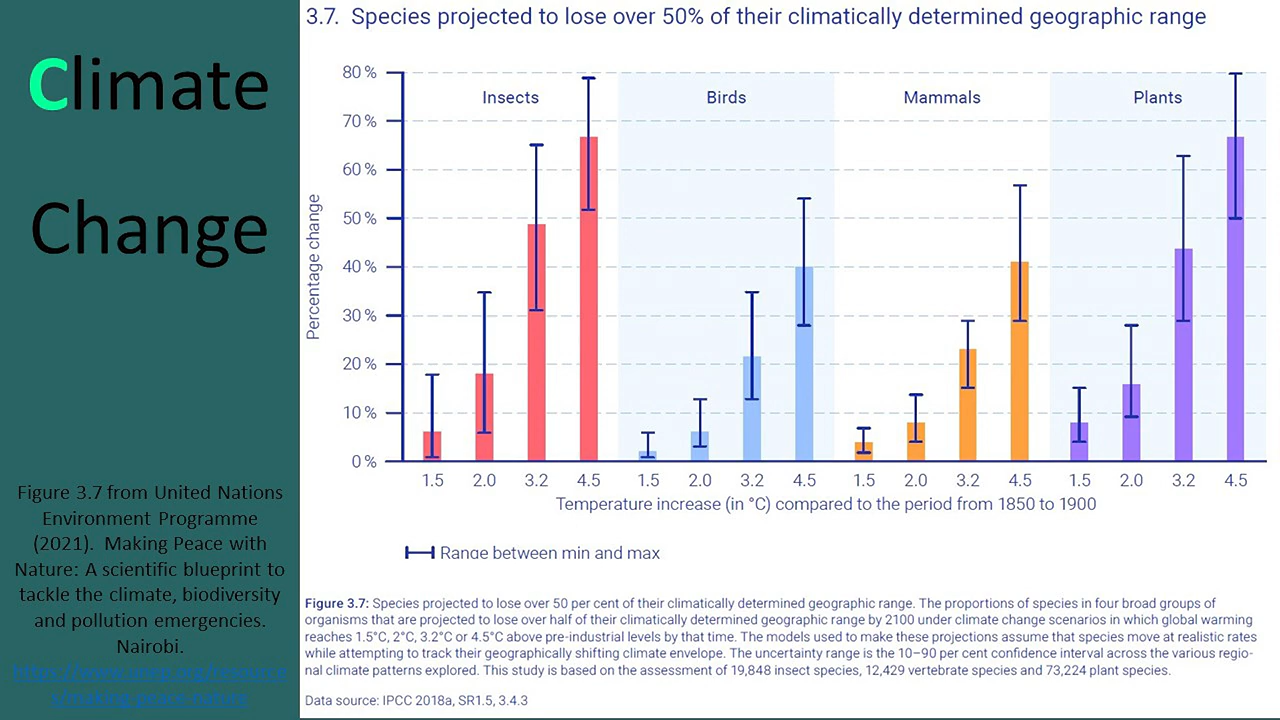 Climate
Change
Figure 3.7 from United Nations
Environment Programme
(2021).  Making Peace with
Nature: A scientific blueprint to
tackle the climate, biodiversity
and pollution emergencies.
Nairobi.
https://www.unep.org/resource
s/making-peace-nature
3.7.  Species projected to lose over 50% of their climatically determined geographic range
Percentage change
80 %
70 %
60 %
50 %
40 %
30 %
20 %
10 %
0 %
Insects Birds Mammals Plants
1.5 2.0 3.2 4.5 1.5 2.0 3.2 4.5 1.5 2.0 3.2 4.5 1.5 2.0 3.2 4.5
Temperature increase (in °C) compared to the period from 1850 to 1900
Range between min and max
Figure 3.7: Species projected to lose over 50 per cent of their climatically determined geographic range. The proportions of species in four broad groups of
organisms that are projected to lose over half of their climatically determined geographic range by 2100 under climate change scenarios in which global warming
reaches 1.5°C, 2°C, 3.2°C or 4.5°C above pre-industrial levels by that time. The models used to make these projections assume that species move at realistic rates
while attempting to track their geographically shifting climate envelope. The uncertainty range is the 10–90 per cent confidence interval across the various regio-
nal climate patterns explored. This study is based on the assessment of 19,848 insect species, 12,429 vertebrate species and 73,224 plant species.
Data source: IPCC 2018a, SR1.5, 3.4.3